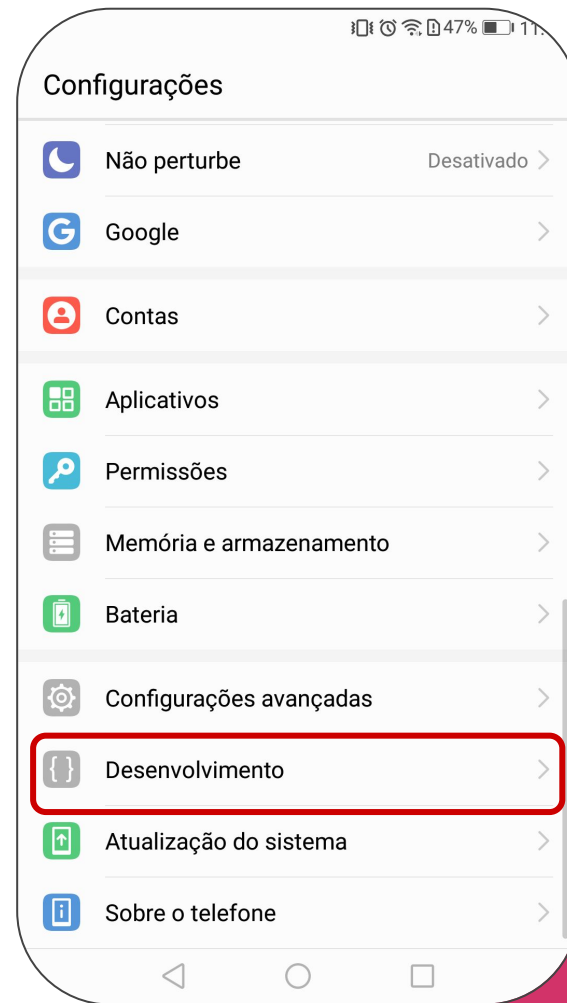 47% 11:
Configurações
Não perturbe Desativado
Google
Contas
Aplicativos
Permissões
Memória e armazenamento
Bateria
Configurações avançadas
Desenvolvimento
Atualização do sistema
Sobre o telefone